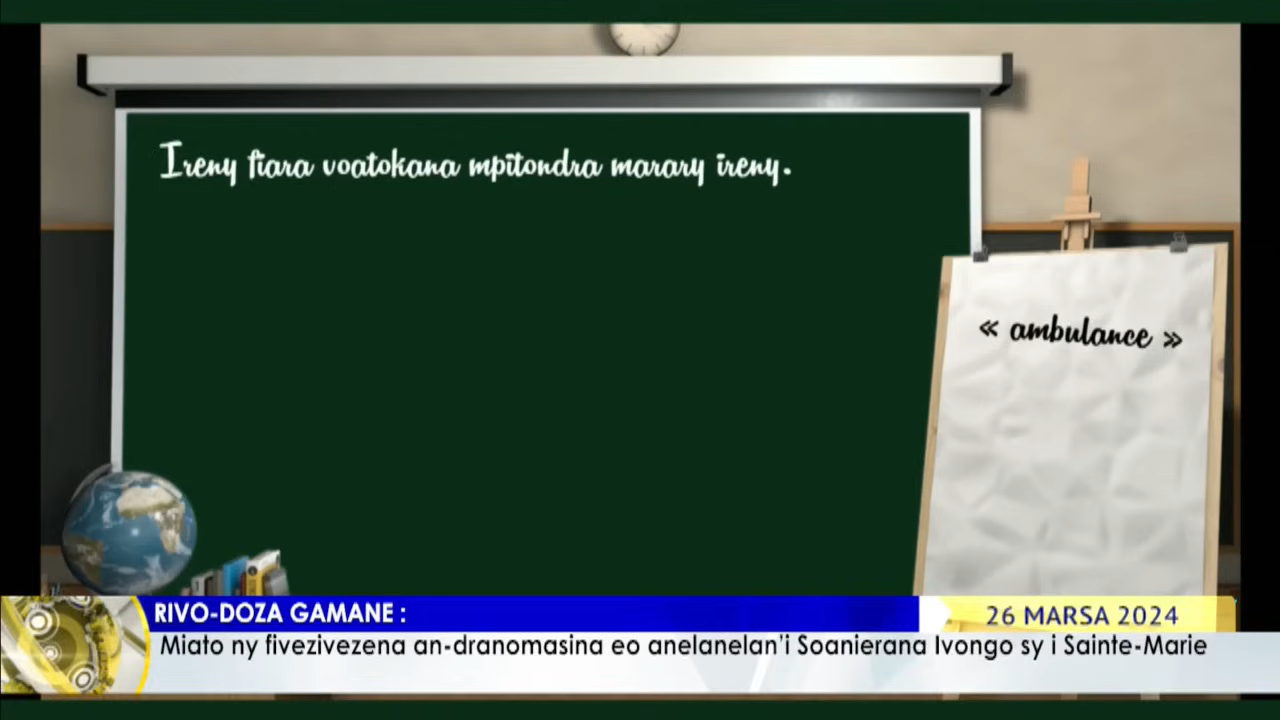 Ireny fiara voatokana mpitondra marary ireny.
« ambulance »
RIVO-DOZA GAMANE :
26 MARSA 2024
Miato ny fivezivezena an-dranomasina eo anelanelan'i Soanierana Ivongo sy i Sainte-Marie